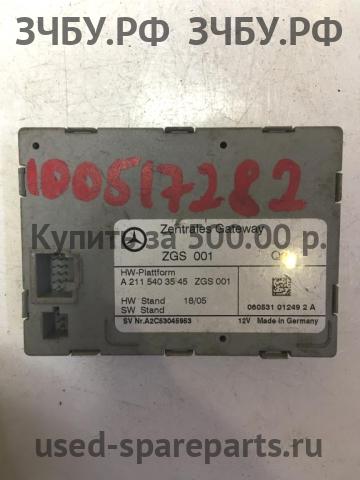 ЗЧБУ.РФ ЗЧБУ.РФ
100517282
Zentrales Gateway
Купить за 500.00 р.
ZGS 001
HW-Plattform
A 211 540 35 45 ZGS 001
HW Stand 18/05
SW Stand
060531 01249 2 A
SV Nr.A2C53045953 12V Made in Germany
used-spareparts.ru